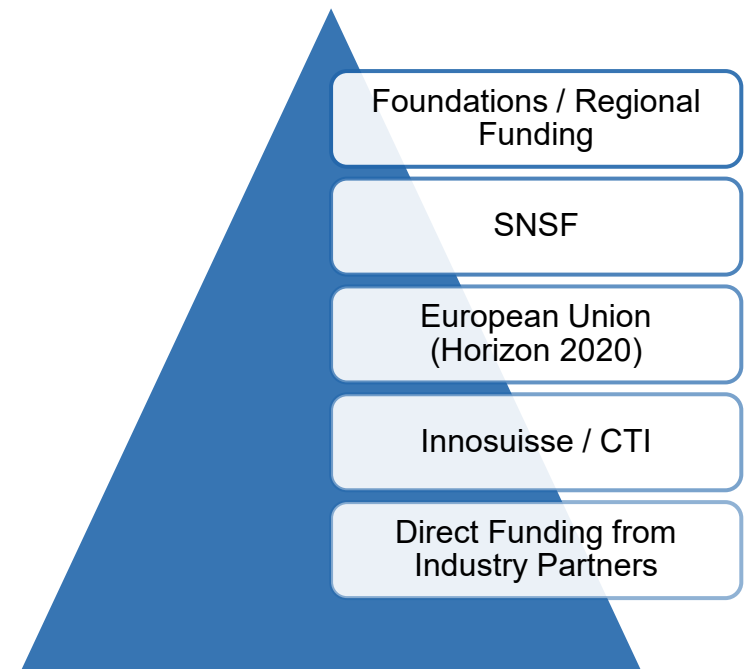 Foundations / Regional
Funding
SNSF
European Union
(Horizon 2020)
Innosuisse / CTI
Direct Funding from
Industry Partners